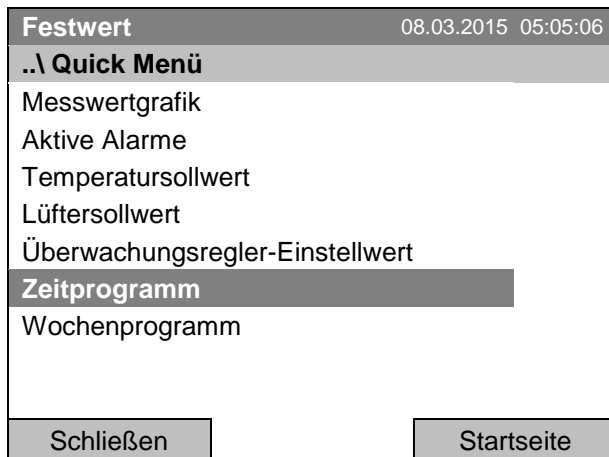 Festwert 08.03.2015 05:05:06
..\ Quick Menü
Messwertgrafik
Aktive Alarme
Temperatursollwert
Lüftersollwert
Überwachungsregler-Einstellwert
Zeitprogramm
Wochenprogramm
Schließen Startseite